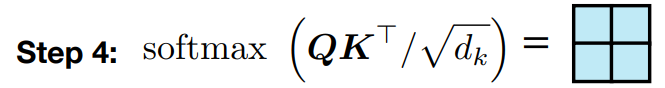 Step 4: softmax (QK⊤/√dₖ) =